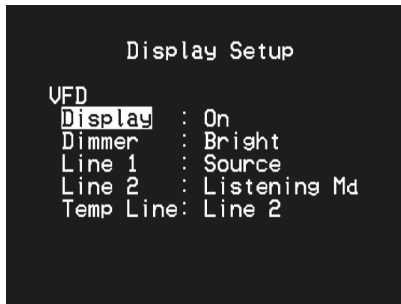 Display Setup
VFD
Display : On
Dimmer : Bright
Line 1 : Source
Line 2 : Listening Md
Temp Line: Line 2